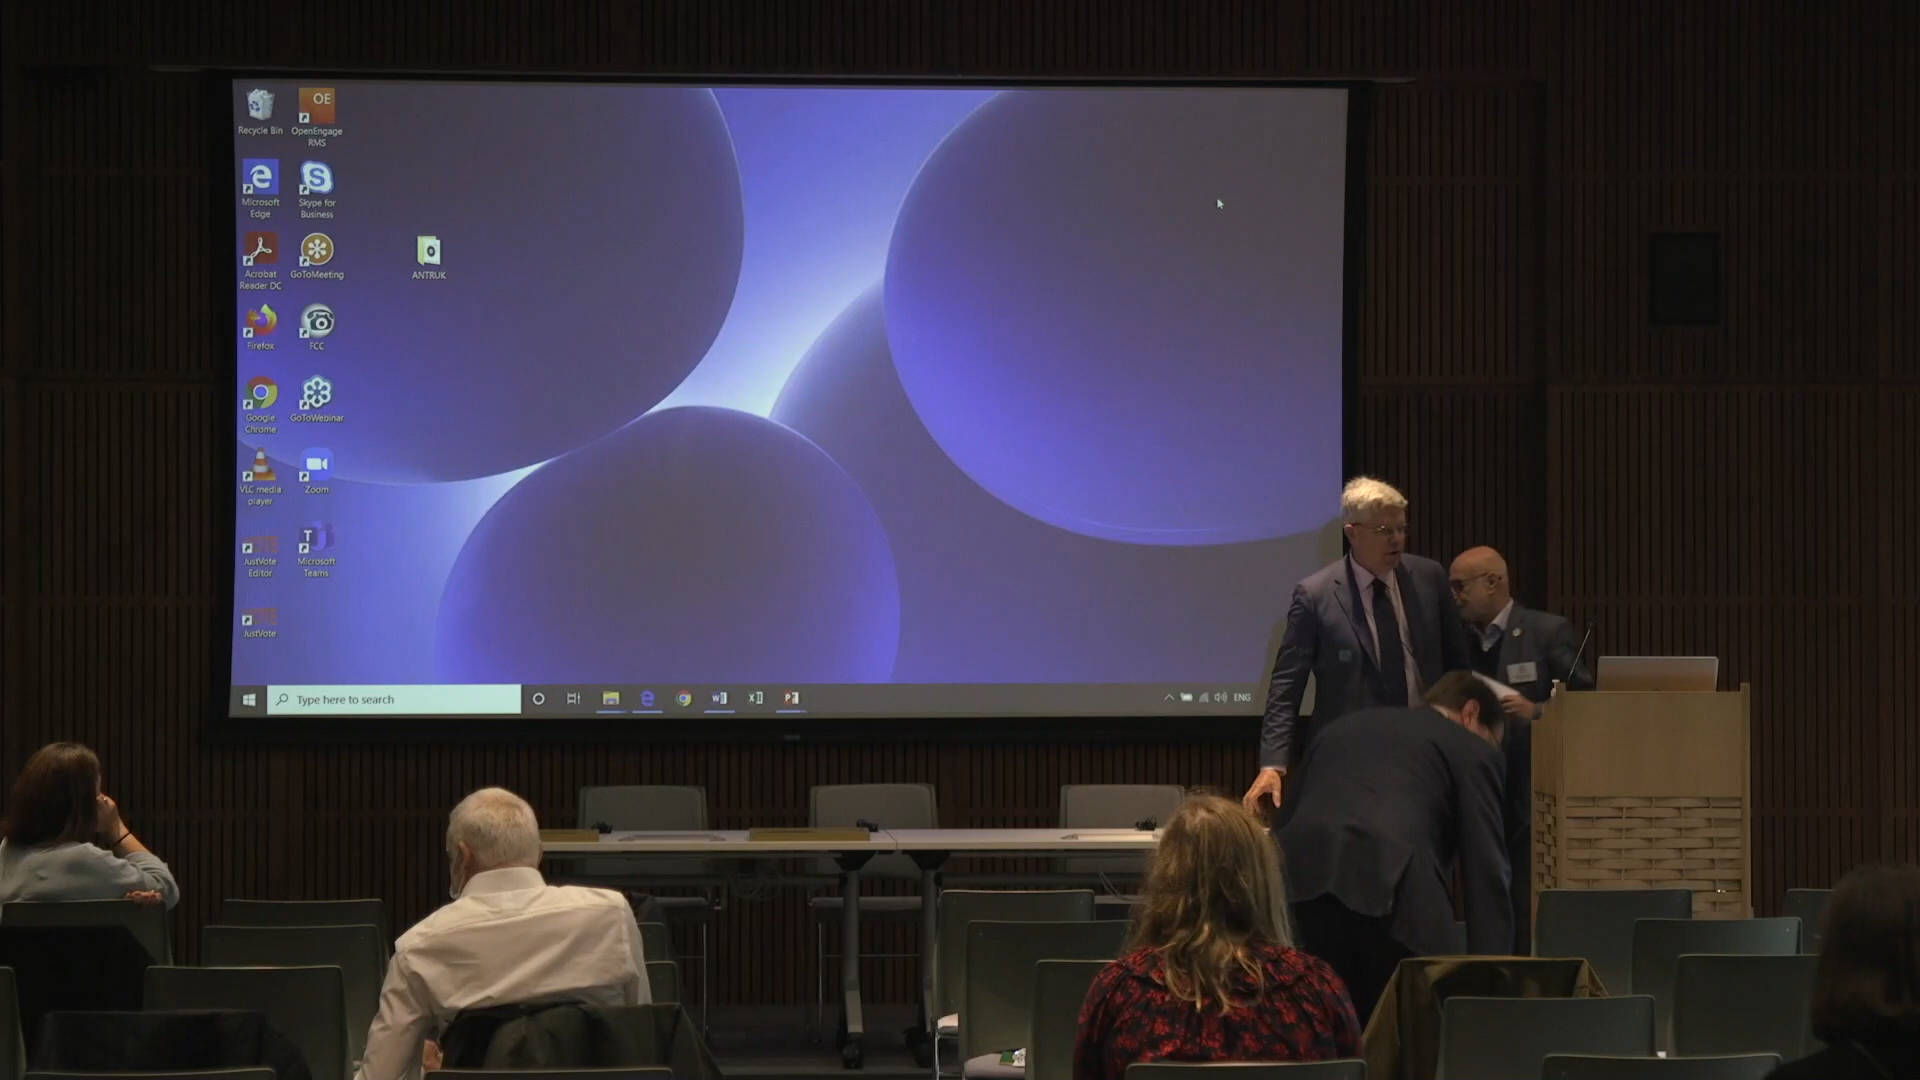 Recycle Bin
OE
OpenEngage
RMS
Microsoft
Edge
Skype for
Business
Acrobat
Reader DC
GoToMeeting
ANTRUK
Firefox
FCC
Google
Chrome
GoToWebinar
VLC media
player
Zoom
JustVote
Editor
Microsoft
Teams
JustVote
Type here to search
ENG